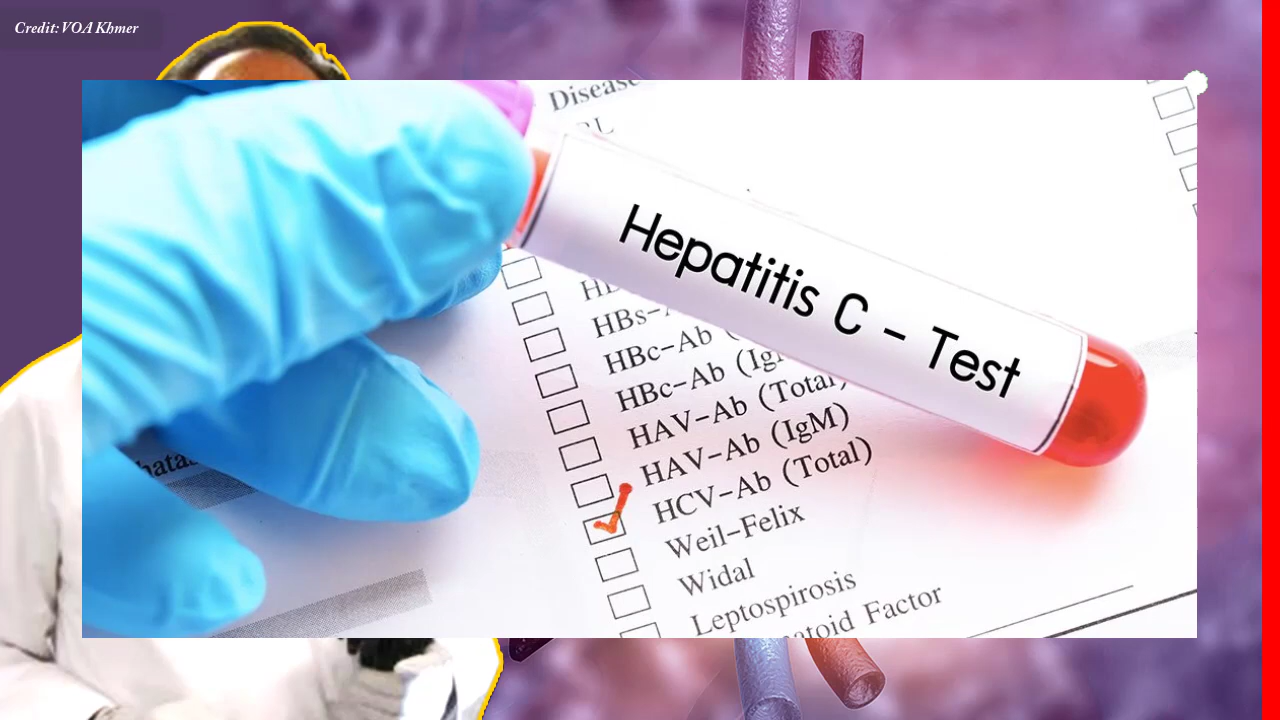 Credit: VOA Khmer
Disease
Hepatitis C - Test
HBs-
HBc-Ab
HBc-Ab (IgM
HAV-Ab (Total)
HAV-Ab (IgM)
HCV-Ab (Total)
Weil-Felix
Widal
Leptospirosis
Factor